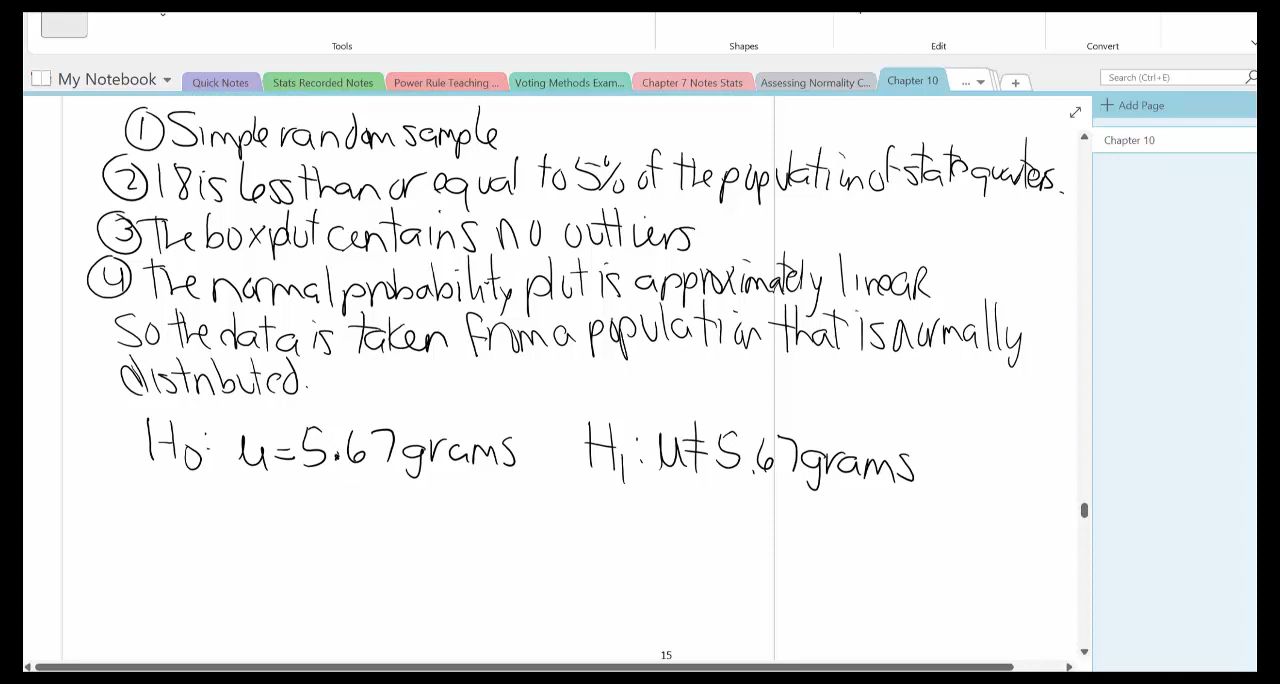 Tools
Shapes
Edit
Convert
My Notebook
Quick Notes
Stats Recorded Notes
Power Rule Teaching ...
Voting Methods Exam...
Chapter 7 Notes Stats
Assessing Normality C...
Chapter 10
...
+
Search (Ctrl+E)
+ Add Page
Chapter 10
① Simple random sample
② 18 is less than or equal to 5% of the population of state quarters.
③ The boxplot contains no outliers
④ The normal probability plot is approximately linear
So the data is taken from a population that is normally
distributed.
H₀: μ=5.67grams H₁: μ≠5.67grams
15